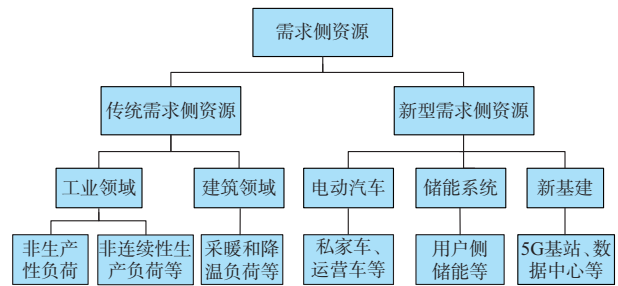 需求侧资源
传统需求侧资源
新型需求侧资源
工业领域
建筑领域
电动汽车
储能系统
新基建
非生产
性负荷
非连续性生
产负荷等
采暖和降
温负荷等
私家车、
运营车等
用户侧
储能等
5G基站、数
据中心等